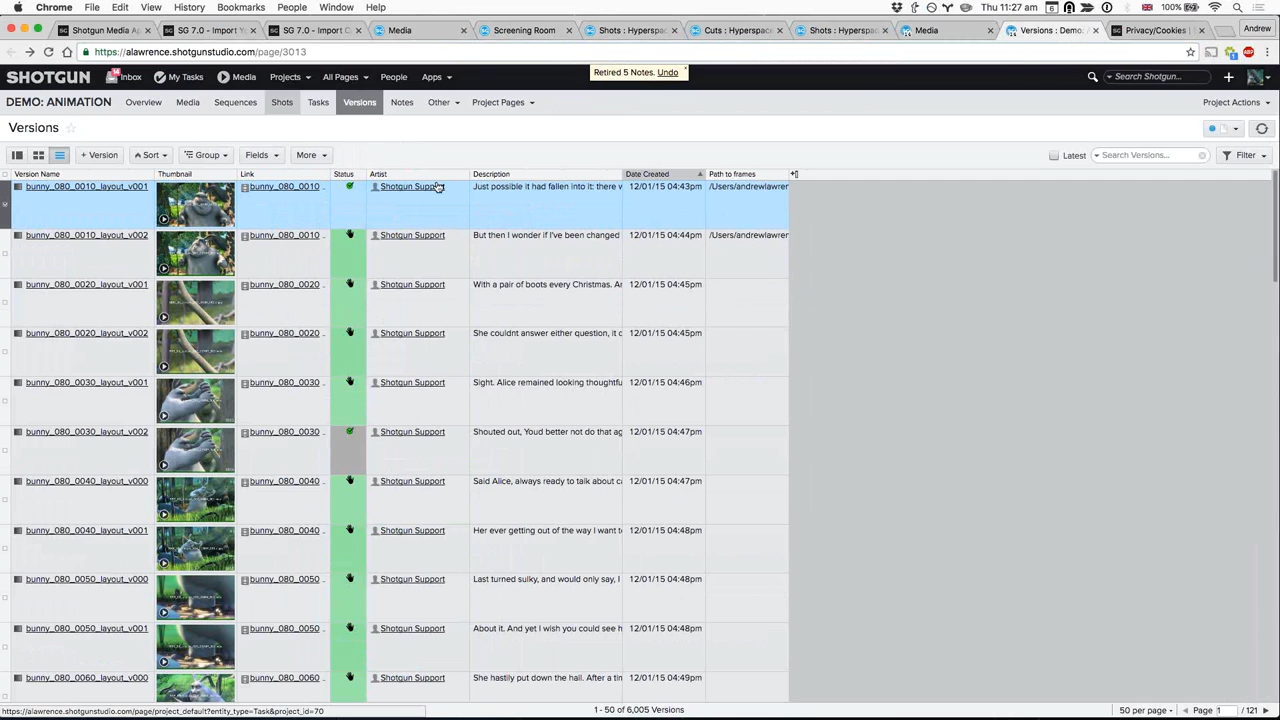 Chrome File Edit View History Bookmarks People Window Help 6 100% Thu 11:27 am Andrew Lawrence
Shotgun Media Ap SG 7.0 - Import Yo SG 7.0 - Import C Media Screening Room Shots : Hyperspac Cuts : Hyperspace Shots : Hyperspac Media Versions : Demo: A Privacy/Cookies Andrew
https://alawrence.shotgunstudio.com/page/3013
SHOTGUN 14 Inbox My Tasks Media Projects All Pages People Apps Retired 5 Notes. Undo Search Shotgun...
DEMO: ANIMATION Overview Media Sequences Shots Tasks Versions Notes Other Project Pages Project Actions
Versions
+ Version Sort Group Fields More Latest Search Versions... Filter
Version Name Thumbnail Link Status Artist Description Date Created Path to frames
bunny_080_0010_layout_v001 bunny_080_0010 Shotgun Support Just possible it had fallen into it: there w 12/01/15 04:43pm /Users/andrewlawren
bunny_080_0010_layout_v002 bunny_080_0010 Shotgun Support But then I wonder if I've been changed 12/01/15 04:44pm /Users/andrewlawren
bunny_080_0020_layout_v001 bunny_080_0020 Shotgun Support With a pair of boots every Christmas. Ar 12/01/15 04:45pm
bunny_080_0020_layout_v002 bunny_080_0020 Shotgun Support She couldnt answer either question, it d 12/01/15 04:45pm
bunny_080_0030_layout_v001 bunny_080_0030 Shotgun Support Sight. Alice remained looking thoughtfu 12/01/15 04:46pm
bunny_080_0030_layout_v002 bunny_080_0030 Shotgun Support Shouted out, Youd better not do that ag 12/01/15 04:47pm
bunny_080_0040_layout_v002 bunny_080_0040 Shotgun Support Said Alice, always ready to talk about c 12/01/15 04:47pm
bunny_080_0040_layout_v001 bunny_080_0040 Shotgun Support Her ever getting out of the way I want t 12/01/15 04:48pm
bunny_080_0050_layout_v000 bunny_080_0050 Shotgun Support Last turned sulky, and would only say, I 12/01/15 04:48pm
bunny_080_0050_layout_v001 bunny_080_0050 Shotgun Support About it. And yet I wish you could see h 12/01/15 04:48pm
bunny_080_0060_layout_v000 bunny_080_0060 Shotgun Support She hastily put down the hall. After a tim 12/01/15 04:49pm
https://alawrence.shotgunstudio.com/page/project_default?entity_type=Task&project_id=70 1 - 50 of 6,005 Versions 50 per page Page 1 / 121